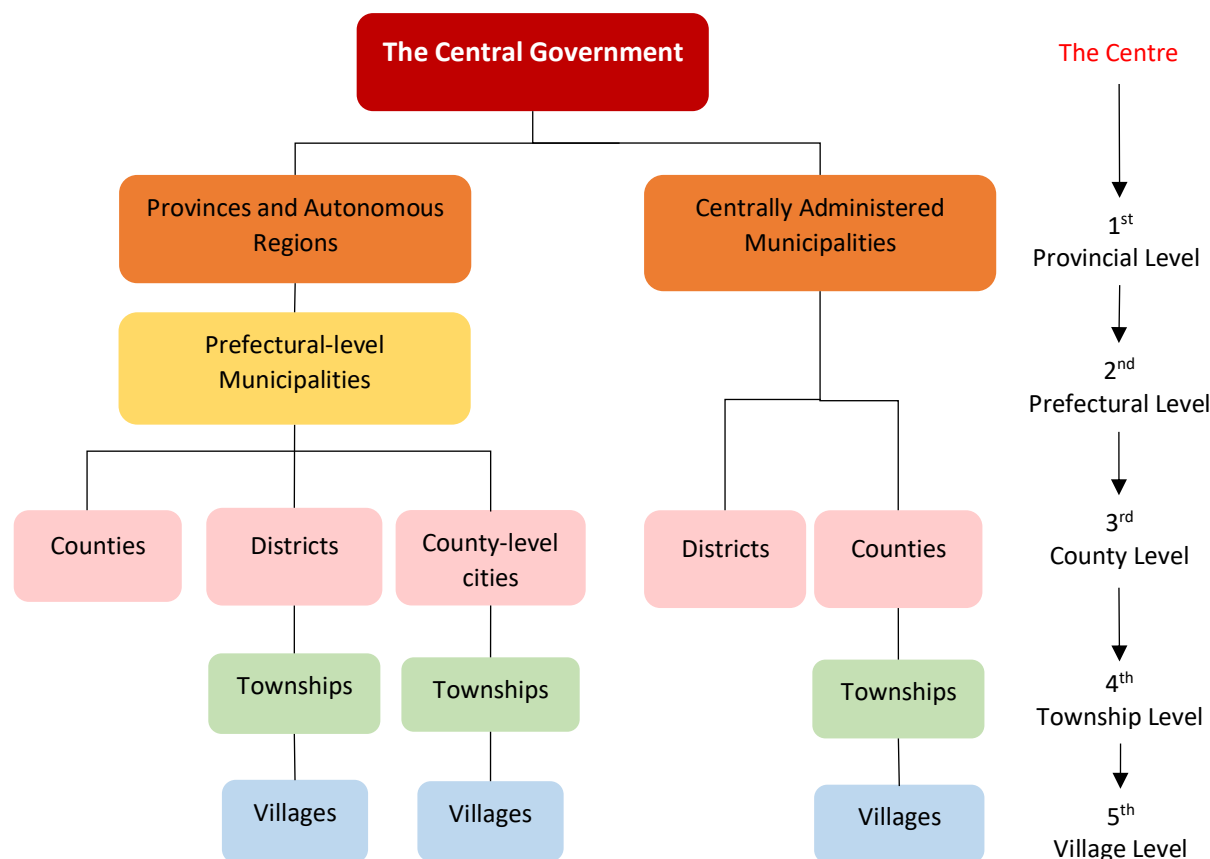 The Central Government
The Centre
Provinces and Autonomous
Regions
Centrally Administered
Municipalities
1st
Provincial Level
Prefectural-level
Municipalities
2nd
Prefectural Level
Counties
Districts
County-level
cities
Districts
Counties
3rd
County Level
Townships
Townships
Townships
4th
Township Level
Villages
Villages
Villages
5th
Village Level